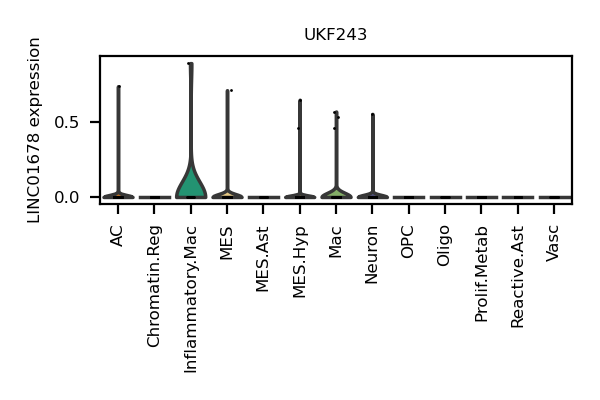 UKF243
LINC01678 expression
0.5
0.0
AC
Chromatin.Reg
Inflammatory.Mac
MES
MES.Ast
MES.Hyp
Mac
Neuron
OPC
Oligo
Prolif.Metab
Reactive.Ast
Vasc